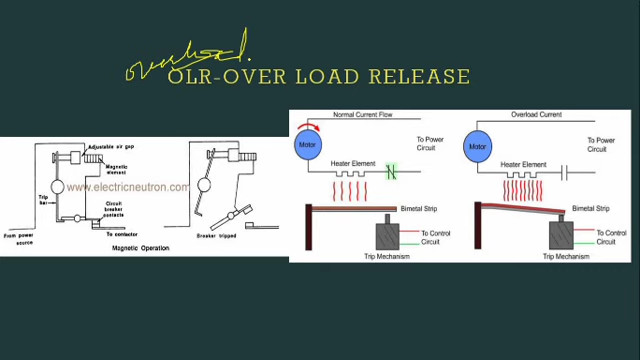 overload.
OLR-OVER LOAD RELEASE
Adjustable air gap
Magnetic
element
www.electricneutron.com
Trip
bar
Circuit
breaker
contacts
From power
source
To contactor
Magnetic Operation
Breaker tripped
Normal Current Flow
Motor
To Power
Circuit
Heater Element
Bimetal Strip
To Control
Circuit
Trip Mechanism
Overload Current
Motor
To Power
Circuit
Heater Element
Bimetal Strip
To Control
Circuit
Trip Mechanism